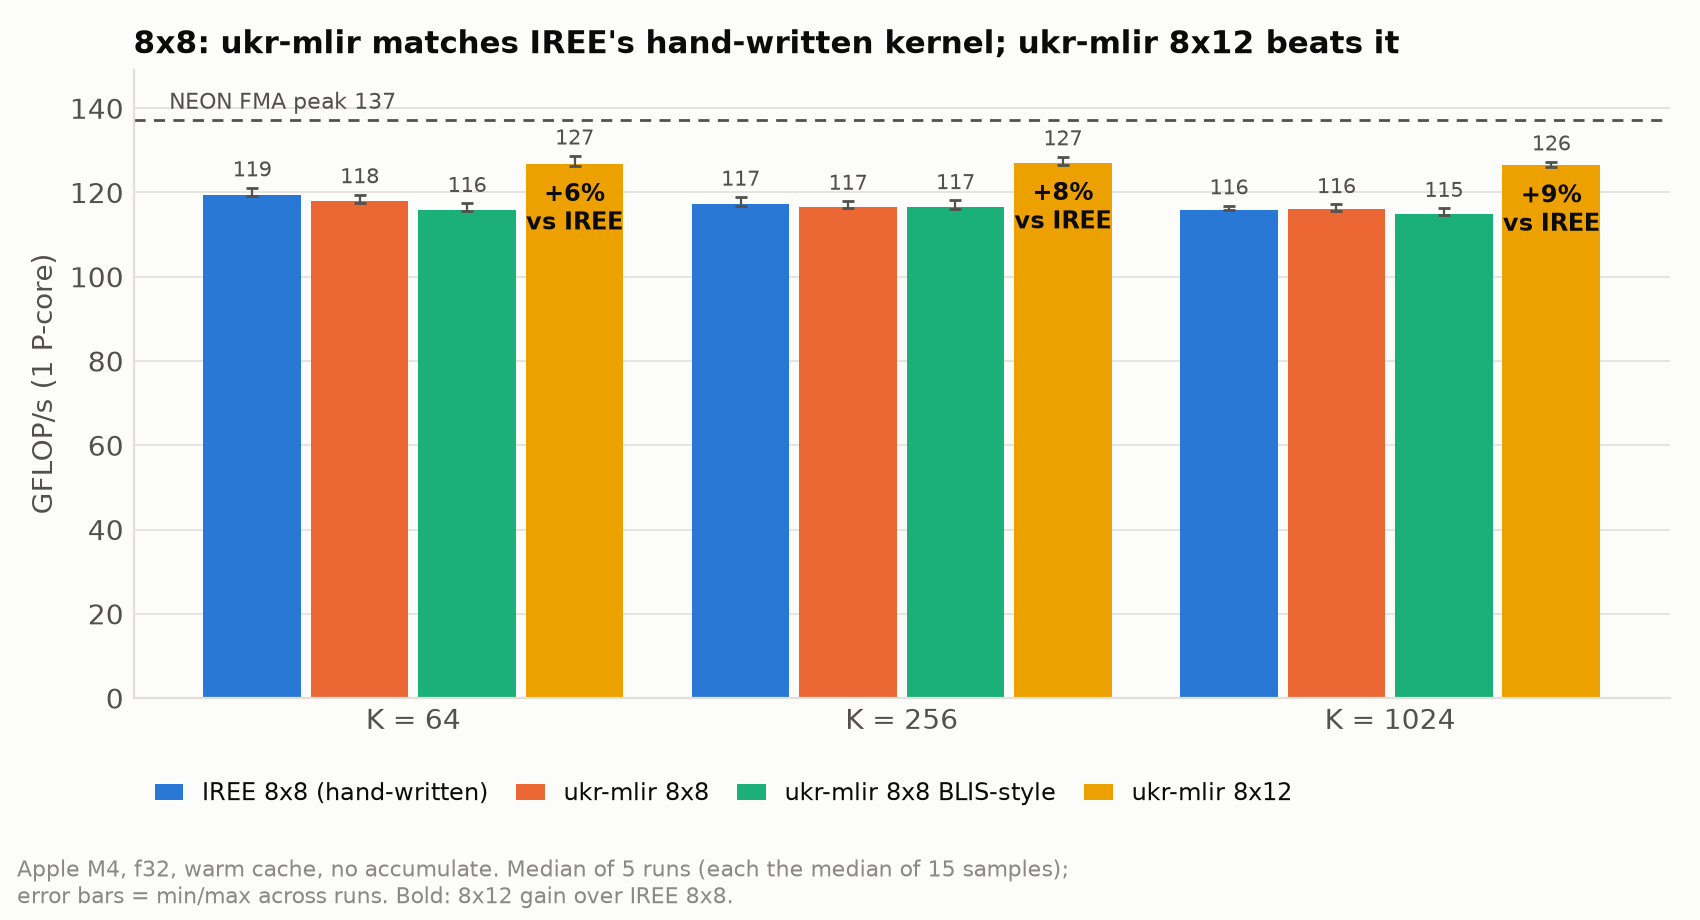 8x8: ukr-mlir matches IREE's hand-written kernel; ukr-mlir 8x12 beats it
GFLOP/s (1 P-core)
140
120
100
80
60
40
20
0
NEON FMA peak 137
119
118
116
127
+6%
vs IREE
117
117
117
127
+8%
vs IREE
116
116
115
126
+9%
vs IREE
K = 64
K = 256
K = 1024
IREE 8x8 (hand-written)
ukr-mlir 8x8
ukr-mlir 8x8 BLIS-style
ukr-mlir 8x12
Apple M4, f32, warm cache, no accumulate. Median of 5 runs (each the median of 15 samples);
error bars = min/max across runs. Bold: 8x12 gain over IREE 8x8.